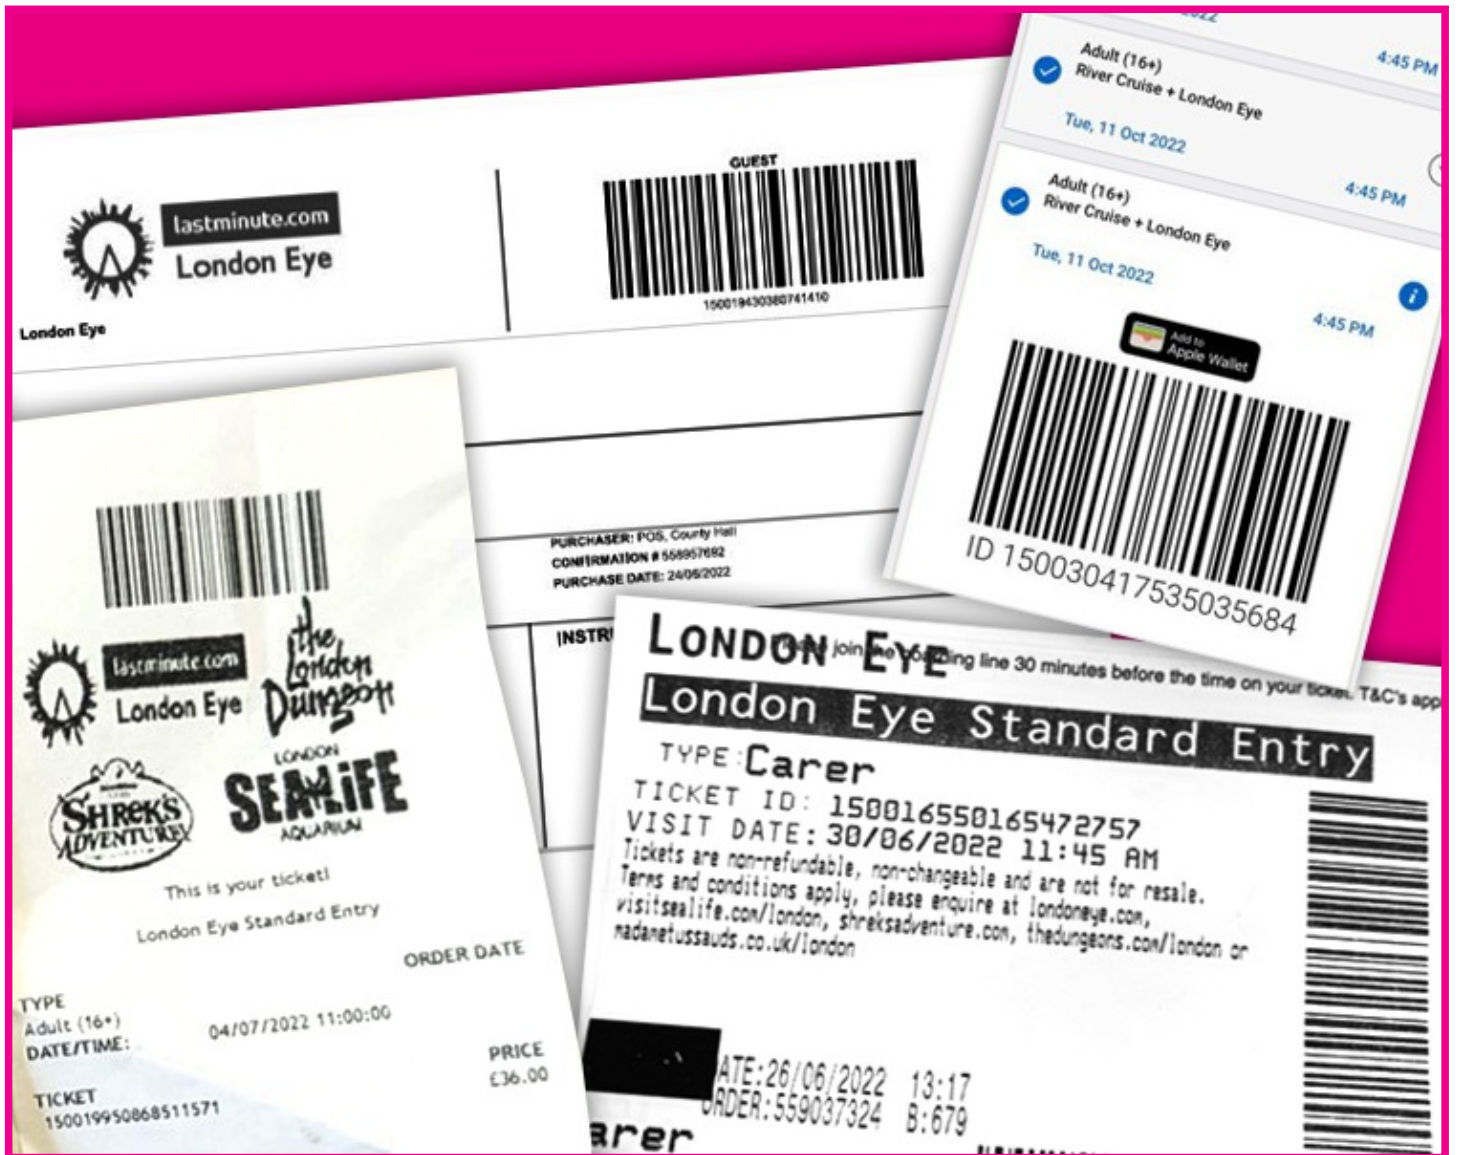 4:45 PM
Adult (16+)
River Cruise + London Eye
Tue, 11 Oct 2022
4:45 PM
Adult (16+)
River Cruise + London Eye
Tue, 11 Oct 2022
4:45 PM
Add to
Apple Wallet
ID 15003041753503568​4
GUEST
150019430380741410
lastminute.com
London Eye
London Eye
PURCHASER: POS, County Hall
CONFIRMATION # 558957682
PURCHASE DATE: 24/06/2022
INSTR
lastminute.com
London Eye
the
London
Dungeon
SHREK'S
ADVENTURE!
LONDON
SEA LiFE
AQUARIUM
This is your ticket!
London Eye Standard Entry
ORDER DATE
TYPE
Adult (16+)
DATE/TIME:
04/07/2022 11:00:00
PRICE
£36.00
TICKET
150019950868511571
LONDON EYE
join the boarding line 30 minutes before the time on your ticket. T&C's app
London Eye Standard Entry
TYPE: Carer
TICKET ID: 150016550165472757
VISIT DATE: 30/06/2022 11:45 AM
Tickets are non-refundable, non-changeable and are not for resale.
Terms and conditions apply, please enquire at londoneye.com,
visitsealife.com/london, shreksadventure.com, thedungeons.com/london or
madametussauds.co.uk/london
ATE:26/06/2022 13:17
ORDER:559037324 B:679
arer